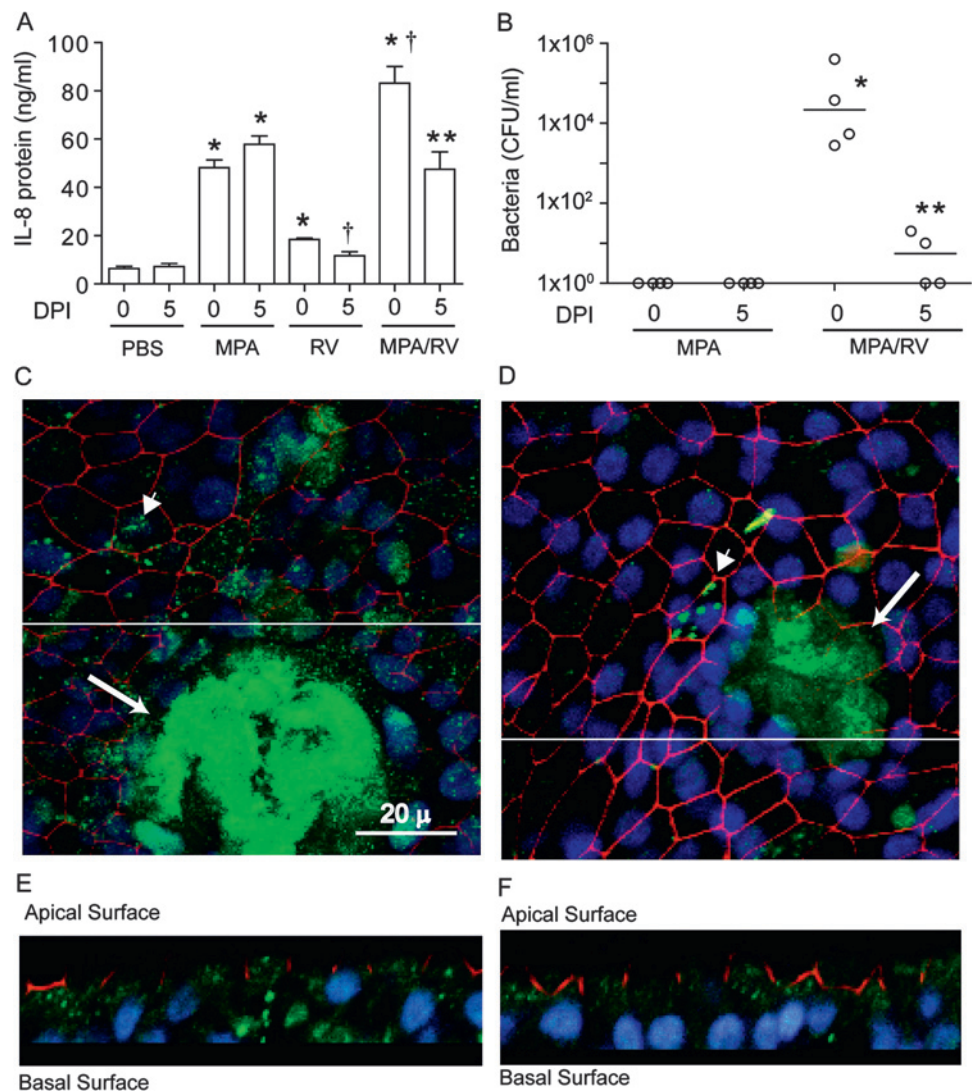 A
IL-8 protein (ng/ml)
100
80
60
40
20
0
* * * † * † **
DPI 0 5 0 5 0 5 0 5
PBS MPA RV MPA/RV
B
Bacteria (CFU/ml)
1x10⁶
1x10⁴
1x10²
1x10⁰
*
**
DPI 0 5 0 5
MPA MPA/RV
C
20 μ
D
E
Apical Surface
Basal Surface
F
Apical Surface
Basal Surface